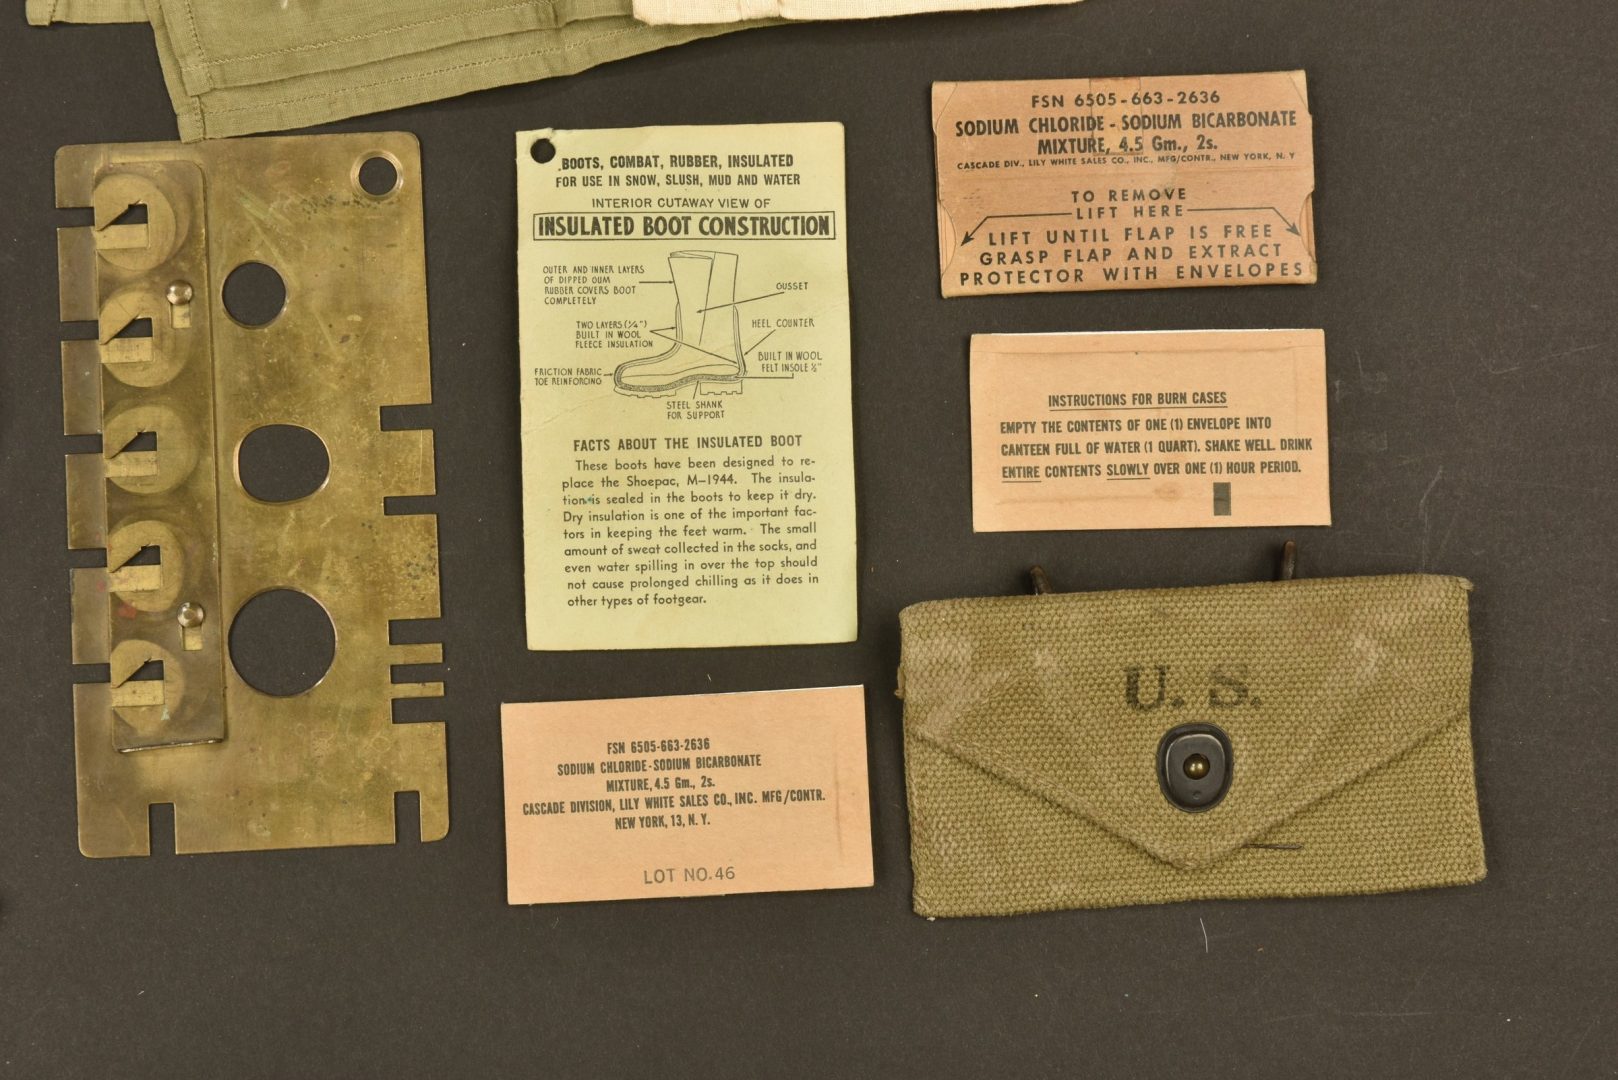 BOOTS, COMBAT, RUBBER, INSULATED
FOR USE IN SNOW, SLUSH, MUD AND WATER
INTERIOR CUTAWAY VIEW OF
INSULATED BOOT CONSTRUCTION
OUTER AND INNER LAYERS
OF DIPPED GUM
RUBBER COVERS BOOT
COMPLETELY
GUSSET
TWO LAYERS (1/4")
BUILT IN WOOL
FLEECE INSULATION
HEEL COUNTER
BUILT IN WOOL
FELT INSOLE 1/8"
FRICTION FABRIC
TOE REINFORCING
STEEL SHANK
FOR SUPPORT
FACTS ABOUT THE INSULATED BOOT
These boots have been designed to re-
place the Shoepac, M-1944. The insula-
tion is sealed in the boots to keep it dry.
Dry insulation is one of the important fac-
tors in keeping the feet warm. The small
amount of sweat collected in the socks, and
even water spilling in over the top should
not cause prolonged chilling as it does in
other types of footgear.
FSN 6505-663-2636
SODIUM CHLORIDE-SODIUM BICARBONATE
MIXTURE, 4.5 Gm., 2s.
CASCADE DIVISION, LILY WHITE SALES CO., INC. MFG/CONTR.
NEW YORK, 13, N. Y.
LOT NO. 46
FSN 6505-663-2636
SODIUM CHLORIDE - SODIUM BICARBONATE
MIXTURE, 4.5 Gm., 2s.
CASCADE DIV., LILY WHITE SALES CO., INC., MFG/CONTR., NEW YORK, N. Y
TO REMOVE
LIFT HERE
LIFT UNTIL FLAP IS FREE
GRASP FLAP AND EXTRACT
PROTECTOR WITH ENVELOPES
INSTRUCTIONS FOR BURN CASES
EMPTY THE CONTENTS OF ONE (1) ENVELOPE INTO
CANTEEN FULL OF WATER (1 QUART). SHAKE WELL. DRINK
ENTIRE CONTENTS SLOWLY OVER ONE (1) HOUR PERIOD.
U. S.